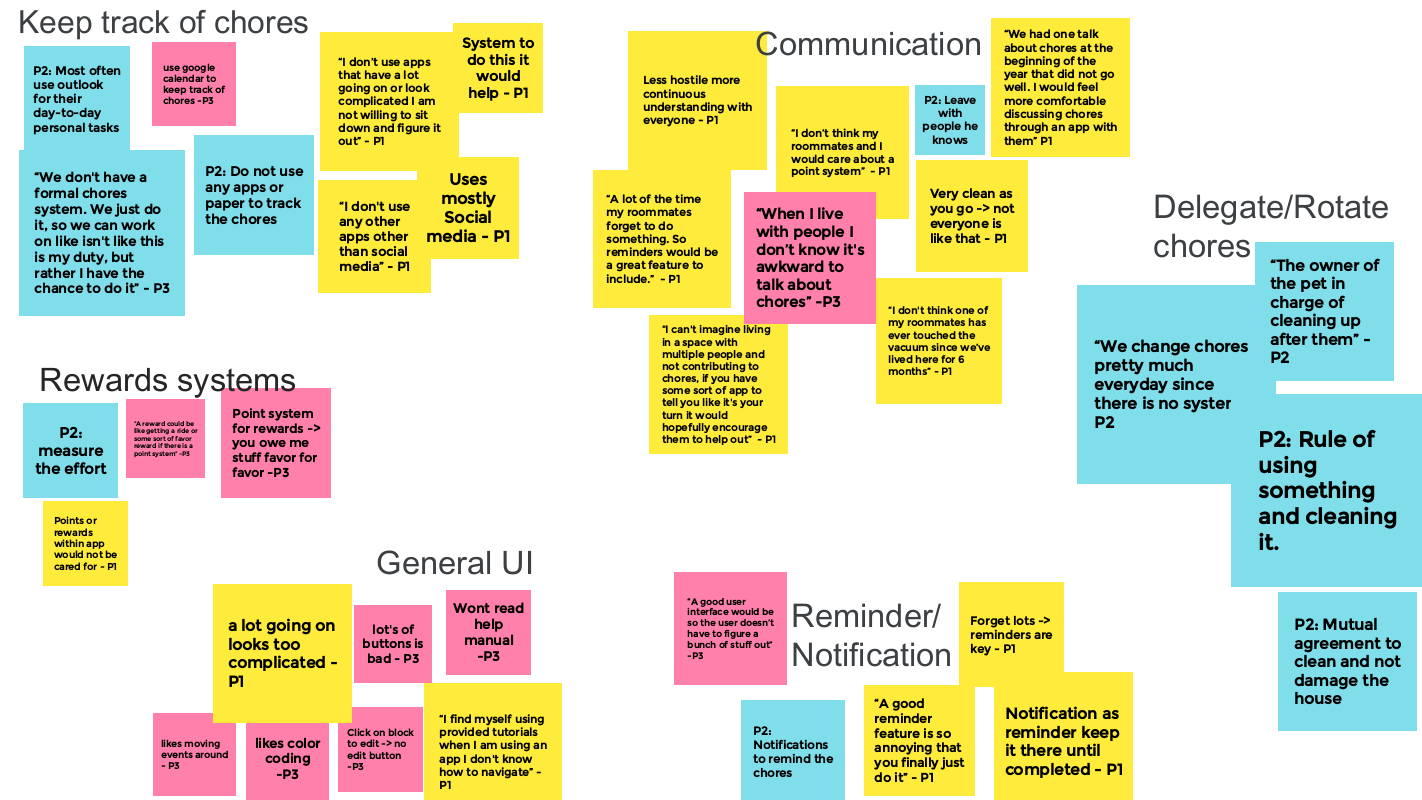 Keep track of chores
P2: Most often
use outlook
for their
day-to-day
personal tasks
use google
calendar to
keep track of
chores -P3
“I don't use apps
that have a lot
going on or look
complicated I am
not willing to sit
down and figure it
out” - P1
System to
do this it
would
help - P1
“We don't have a
formal chores
system. We just do
it, so we can work
on like isn't like this
is my duty, but
rather I have the
chance to do it” - P3
P2: Do not use
any apps or
paper to track
the chores
“I don't use
any other
apps other
than social
media” - P1
Uses
mostly
Social
media - P1
Communication
Less hostile more
continuous
understanding with
everyone - P1
“I don’t think my
roommates and I
would care about a
point system” - P1
P2: Leave
with
people he
knows
“We had one talk
about chores at the
beginning of the
year that did not go
well. I would feel
more comfortable
discussing chores
through an app with
them” P1
“A lot of the time
my roommates
forget to do
something. So
reminders would be
a great feature to
include.” - P1
“When I live
with people I
don’t know it's
awkward to
talk about
chores” -P3
Very clean as
you go -> not
everyone is
like that - P1
“I can't imagine living
in a space with
multiple people and
not contributing to
chores, if you have
some sort of app to
tell you like it's your
turn it would
hopefully encourage
them to help out” - P1
“I don't think one of
my roommates has
ever touched the
vacuum since we’ve
lived here for 6
months” - P1
Delegate/Rotate
chores
“The owner of
the pet in
charge of
cleaning up
after them” -
P2
“We change chores
pretty much
everyday since
there is no syster
P2
P2: Rule of
using
something
and cleaning
it.
P2: Mutual
agreement to
clean and not
damage the
house
Rewards systems
P2:
measure
the effort
“A reward could be
like getting a ride or
some sort of favor
reward if there is a
point system” -P3
Point system
for rewards ->
you owe me
stuff favor for
favor -P3
Points or
rewards
within app
would not be
cared for - P1
General UI
a lot going on
looks too
complicated -
P1
lot's of
buttons is
bad - P3
Wont read
help
manual
-P3
likes moving
events around
- P3
likes color
coding
-P3
Click on block
to edit -> no
edit button
-P3
“I find myself using
provided tutorials
when I am using an
app I don't know
how to navigate” -
P1
Reminder/
Notification
“A good user
interface would be
so the user doesn’t
have to figure a
bunch of stuff out”
-P3
Forget lots ->
reminders are
key - P1
P2:
Notifications
to remind the
chores
“A good
reminder
feature is so
annoying that
you finally just
do it” - P1
Notification as
reminder keep
it there until
completed - P1